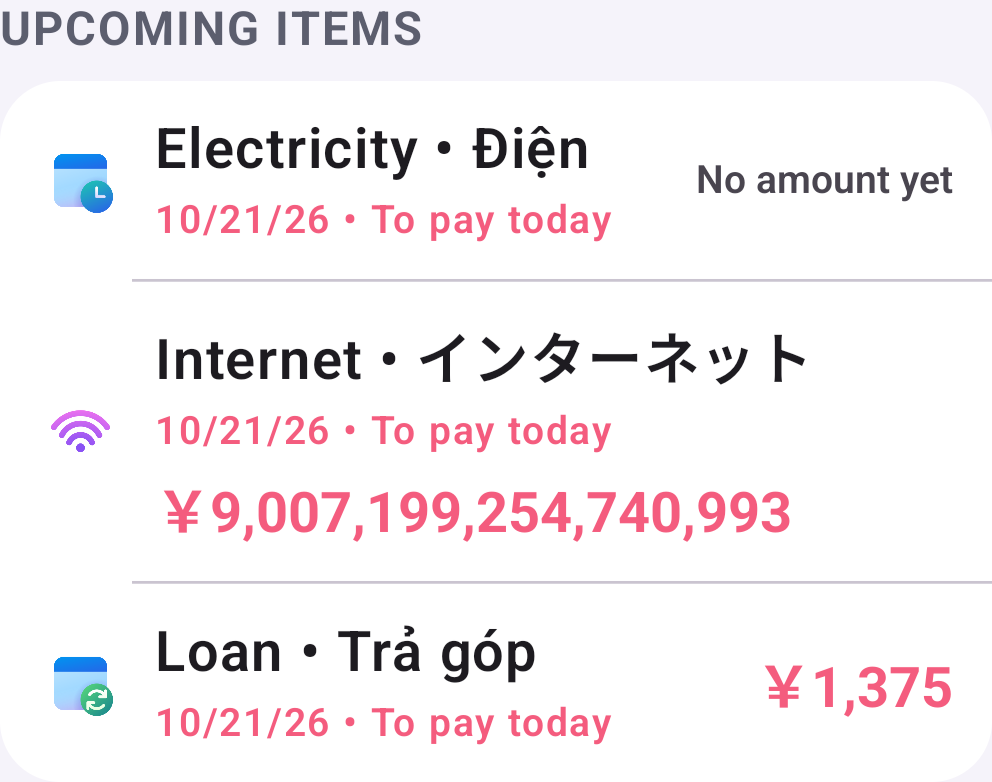 UPCOMING ITEMS
Electricity • Điện
No amount yet
10/21/26 • To pay today
Internet • インターネット
10/21/26 • To pay today
¥9,007,199,254,740,993
Loan • Trả góp
¥1,375
10/21/26 • To pay today